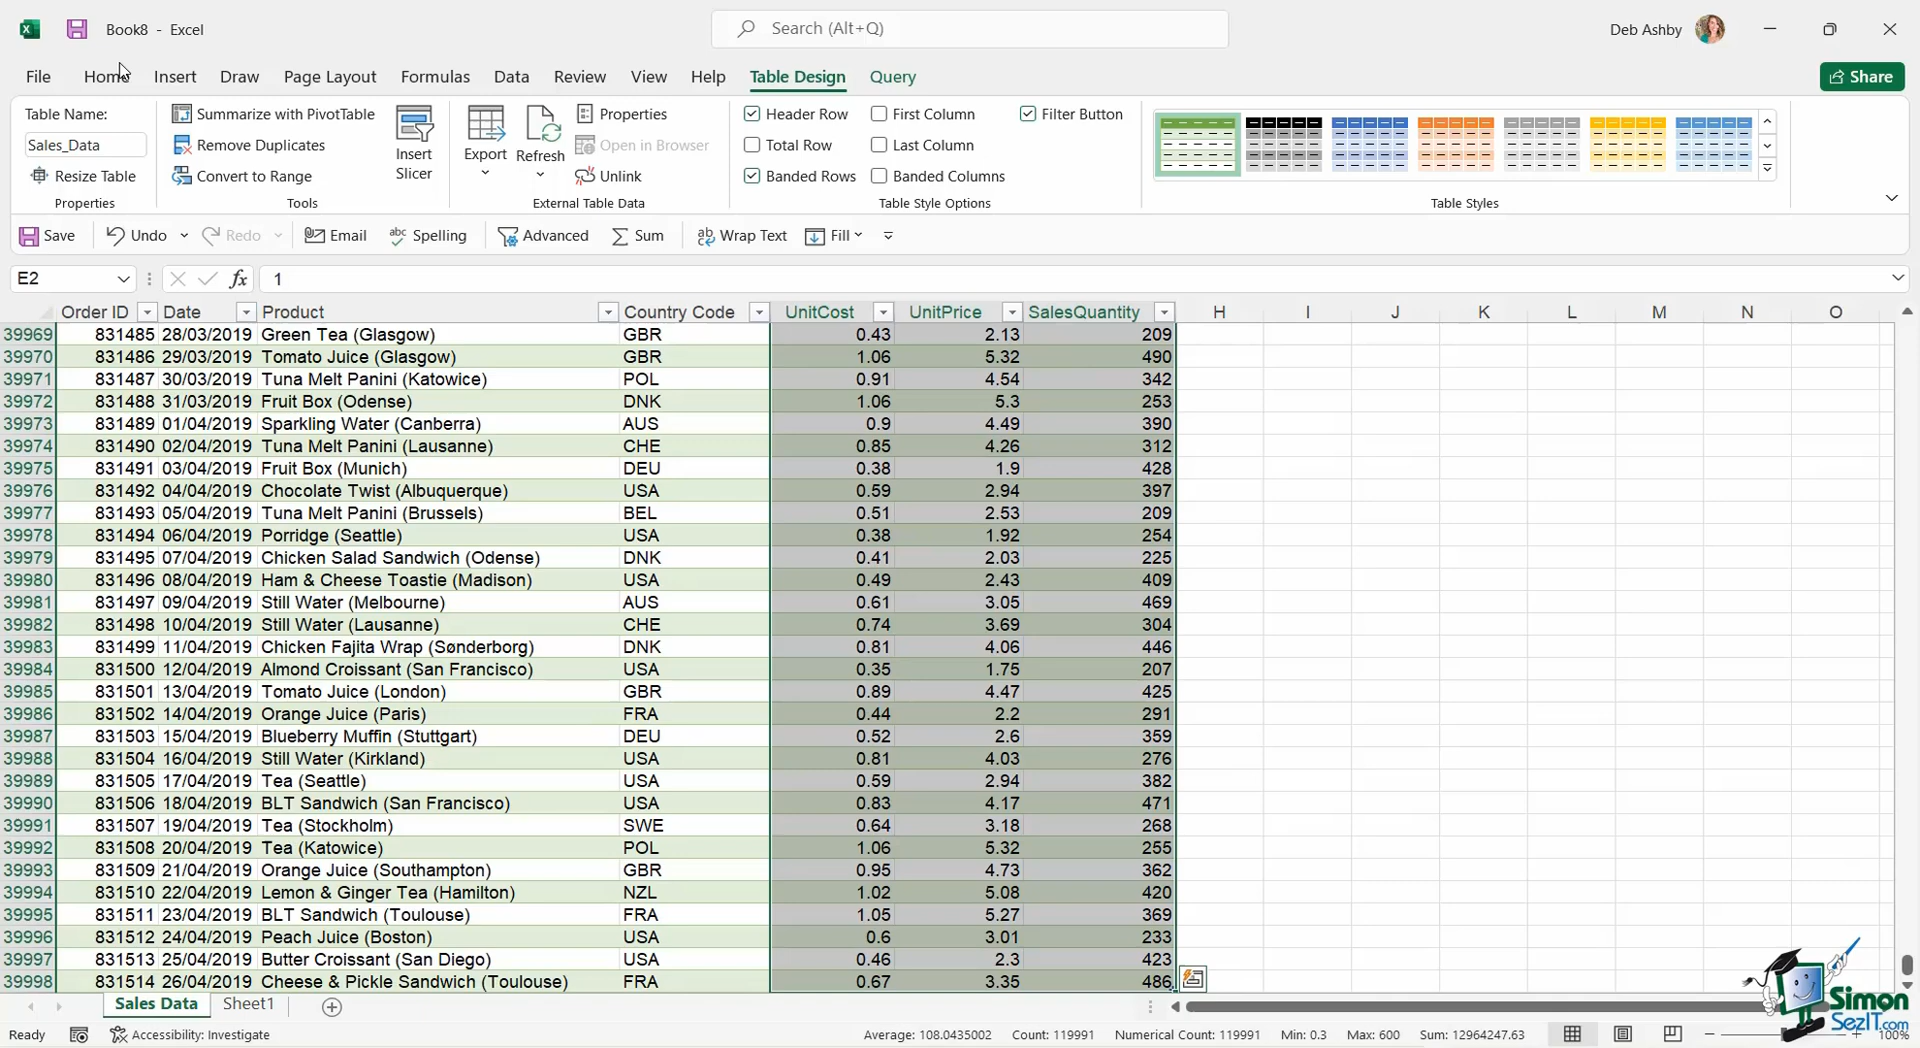 Book8 - Excel
Search (Alt+Q)
Deb Ashby
File Home Insert Draw Page Layout Formulas Data Review View Help Table Design Query Share
Table Name:
Sales_Data
Resize Table
Properties
Summarize with PivotTable
Remove Duplicates
Convert to Range
Tools
Insert Slicer
Export
Refresh
Properties
Open in Browser
Unlink
External Table Data
Header Row First Column Filter Button
Total Row Last Column
Banded Rows Banded Columns
Table Style Options
Table Styles
Save Undo Redo Email Spelling Advanced Sum Wrap Text Fill
E2 fx 1
Order ID Date Product Country Code UnitCost UnitPrice SalesQuantity H I J K L M N O
39969 831485 28/03/2019 Green Tea (Glasgow) GBR 0.43 2.13 209
39970 831486 29/03/2019 Tomato Juice (Glasgow) GBR 1.06 5.32 490
39971 831487 30/03/2019 Tuna Melt Panini (Katowice) POL 0.91 4.54 342
39972 831488 31/03/2019 Fruit Box (Odense) DNK 1.06 5.3 253
39973 831489 01/04/2019 Sparkling Water (Canberra) AUS 0.9 4.49 390
39974 831490 02/04/2019 Tuna Melt Panini (Lausanne) CHE 0.85 4.26 312
39975 831491 03/04/2019 Fruit Box (Munich) DEU 0.38 1.9 428
39976 831492 04/04/2019 Chocolate Twist (Albuquerque) USA 0.59 2.94 397
39977 831493 05/04/2019 Tuna Melt Panini (Brussels) BEL 0.51 2.53 209
39978 831494 06/04/2019 Porridge (Seattle) USA 0.38 1.92 254
39979 831495 07/04/2019 Chicken Salad Sandwich (Odense) DNK 0.41 2.03 225
39980 831496 08/04/2019 Ham & Cheese Toastie (Madison) USA 0.49 2.43 409
39981 831497 09/04/2019 Still Water (Melbourne) AUS 0.61 3.05 469
39982 831498 10/04/2019 Still Water (Lausanne) CHE 0.74 3.69 304
39983 831499 11/04/2019 Chicken Fajita Wrap (Sønderborg) DNK 0.81 4.06 446
39984 831500 12/04/2019 Almond Croissant (San Francisco) USA 0.35 1.75 207
39985 831501 13/04/2019 Tomato Juice (London) GBR 0.89 4.47 425
39986 831502 14/04/2019 Orange Juice (Paris) FRA 0.44 2.2 291
39987 831503 15/04/2019 Blueberry Muffin (Stuttgart) DEU 0.52 2.6 359
39988 831504 16/04/2019 Still Water (Kirkland) USA 0.81 4.03 276
39989 831505 17/04/2019 Tea (Seattle) USA 0.59 2.94 382
39990 831506 18/04/2019 BLT Sandwich (San Francisco) USA 0.83 4.17 471
39991 831507 19/04/2019 Tea (Stockholm) SWE 0.64 3.18 268
39992 831508 20/04/2019 Tea (Katowice) POL 1.06 5.32 255
39993 831509 21/04/2019 Orange Juice (Southampton) GBR 0.95 4.73 362
39994 831510 22/04/2019 Lemon & Ginger Tea (Hamilton) NZL 1.02 5.08 420
39995 831511 23/04/2019 BLT Sandwich (Toulouse) FRA 1.05 5.27 369
39996 831512 24/04/2019 Peach Juice (Boston) USA 0.6 3.01 233
39997 831513 25/04/2019 Butter Croissant (San Diego) USA 0.46 2.3 423
39998 831514 26/04/2019 Cheese & Pickle Sandwich (Toulouse) FRA 0.67 3.35 486
Sales Data Sheet1
Simon
SezIT.com
Ready Accessibility: Investigate Average: 108.0435002 Count: 119991 Numerical Count: 119991 Min: 0.3 Max: 600 Sum: 12964247.63 100%